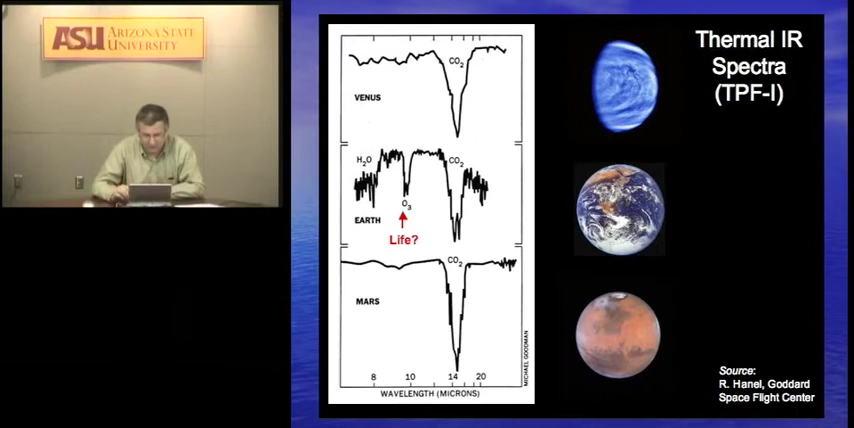 ASU ARIZONA STATE
UNIVERSITY
Thermal IR
Spectra
(TPF-I)
CO2
VENUS
H2O
CO2
O3
EARTH
Life?
CO2
MARS
8 10 14 20
WAVELENGTH (MICRONS)
MICHAEL GOODMAN
Source:
R. Hanel, Goddard
Space Flight Center